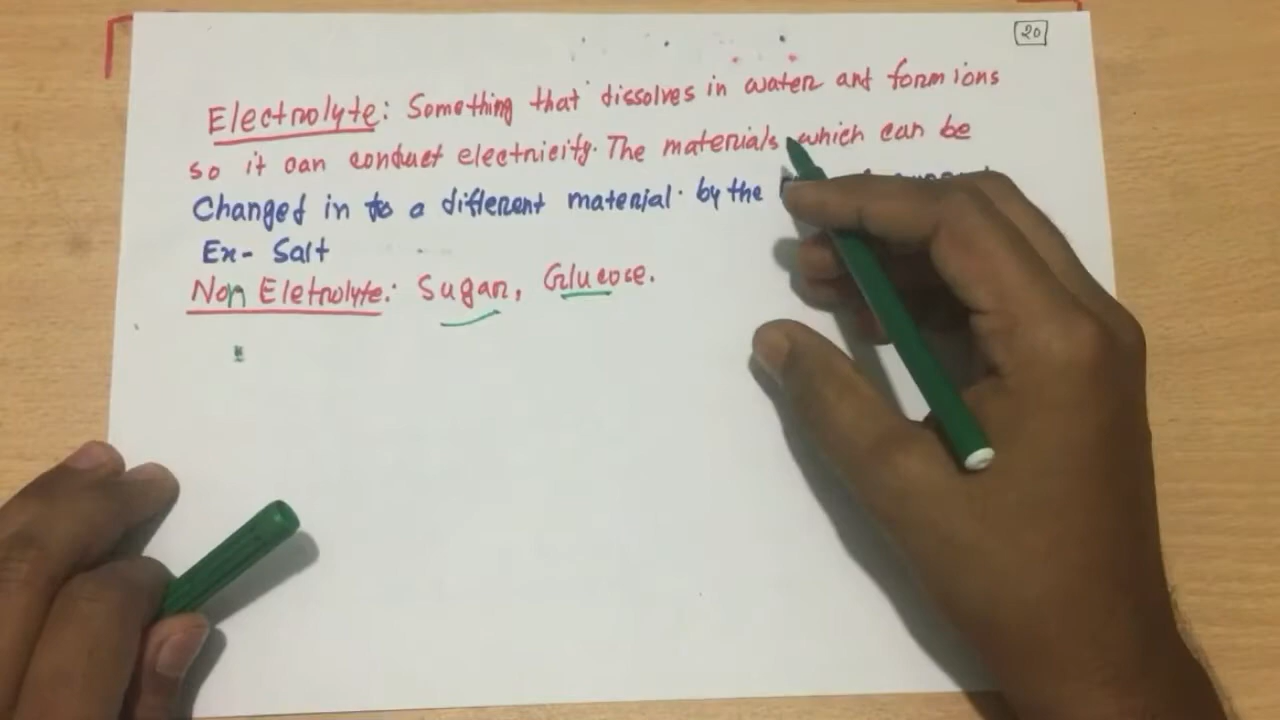 20
Electrolyte: Something that dissolves in water ant form ions
so it can conduct electricity. The materials which can be
Changed in to a different material. by the
Ex- Salt
Non Eletrolyte: Sugar, Glucose.